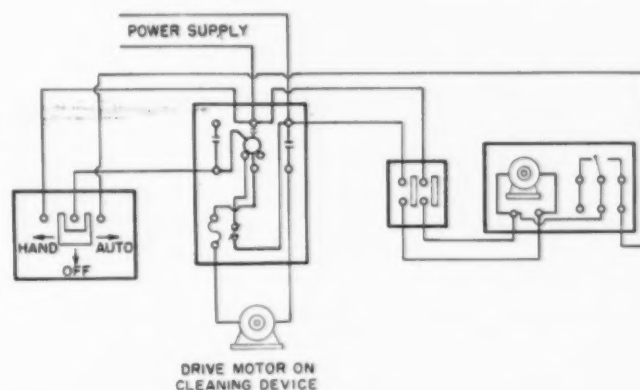 POWER SUPPLY
HAND
AUTO
OFF
DRIVE MOTOR ON
CLEANING DEVICE